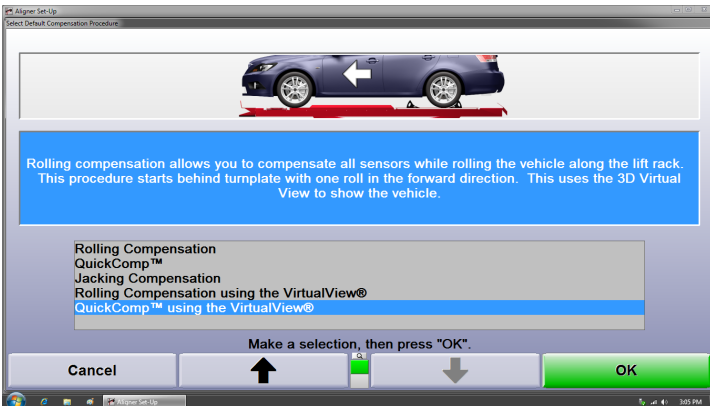 Aligner Set-Up
Select Default Compensation Procedure
Rolling compensation allows you to compensate all sensors while rolling the vehicle along the lift rack.
This procedure starts behind turnplate with one roll in the forward direction. This uses the 3D Virtual
View to show the vehicle.
Rolling Compensation
QuickComp™
Jacking Compensation
Rolling Compensation using the VirtualView®
QuickComp™ using the VirtualView®
Make a selection, then press "OK".
Cancel
OK
Aligner Set-Up
3:05 PM